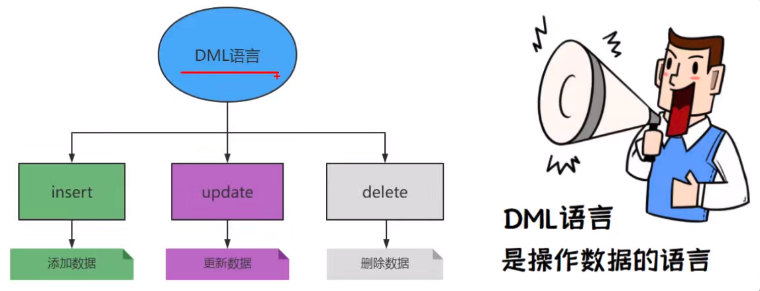 DML语言
insert
update
delete
添加数据
更新数据
删除数据
DML语言
是操作数据的语言